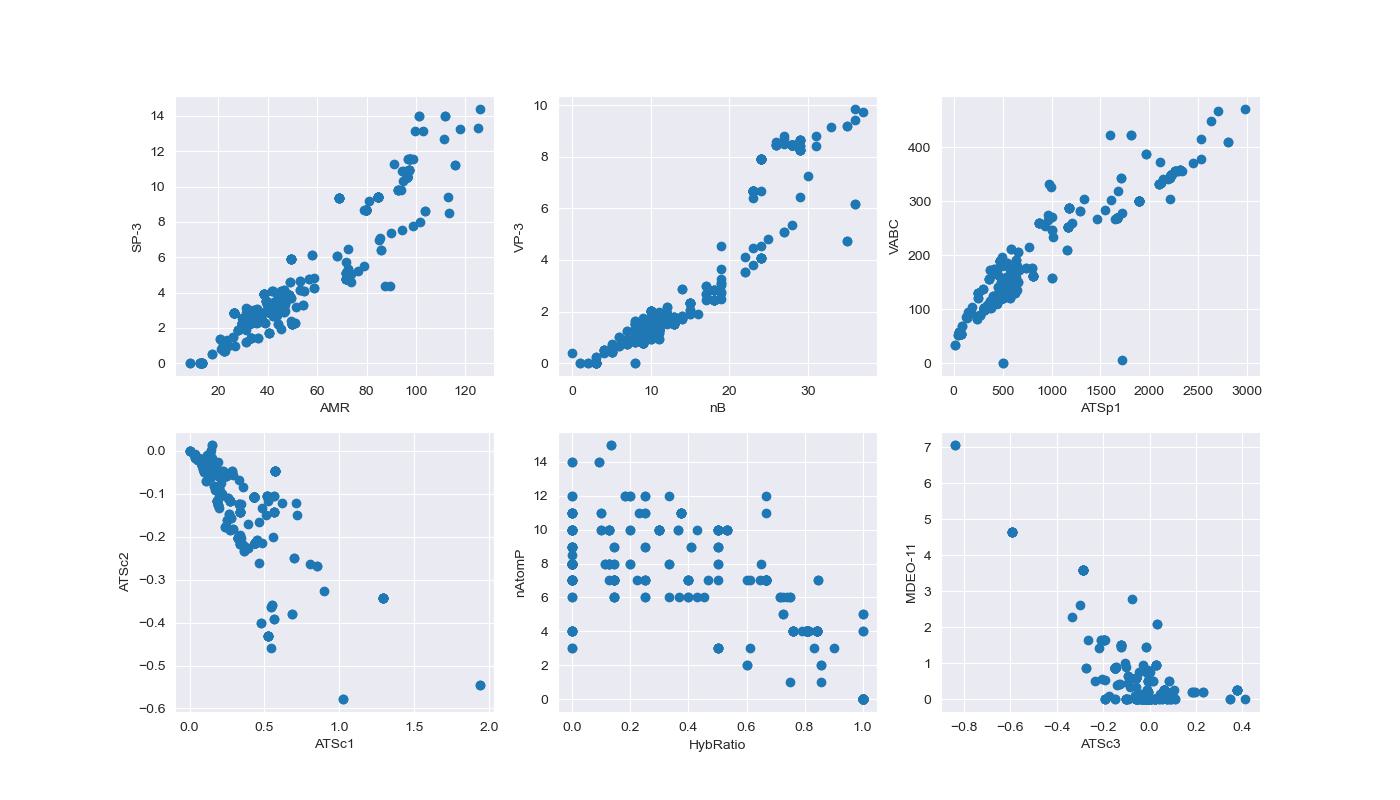 14
12
10
8
6
4
2
0
SP-3
20 40 60 80 100 120
AMR
10
8
6
4
2
0
VP-3
0 10 20 30
nB
400
300
200
100
0
VABC
0 500 1000 1500 2000 2500 3000
ATSp1
0.0
−0.1
−0.2
−0.3
−0.4
−0.5
−0.6
ATSc2
0.0 0.5 1.0 1.5 2.0
ATSc1
14
12
10
8
6
4
2
0
nAtomP
0.0 0.2 0.4 0.6 0.8 1.0
HybRatio
7
6
5
4
3
2
1
0
MDEO-11
−0.8 −0.6 −0.4 −0.2 0.0 0.2 0.4
ATSc3